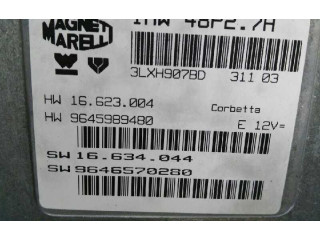 MAGNETI IAW 48P2.7H
MARELLI
3LXH907BD 311 03
HW 16.623.004 Corbetta
HW 9645989480 E 12V=
SW 16.634.044
SW 9646570280